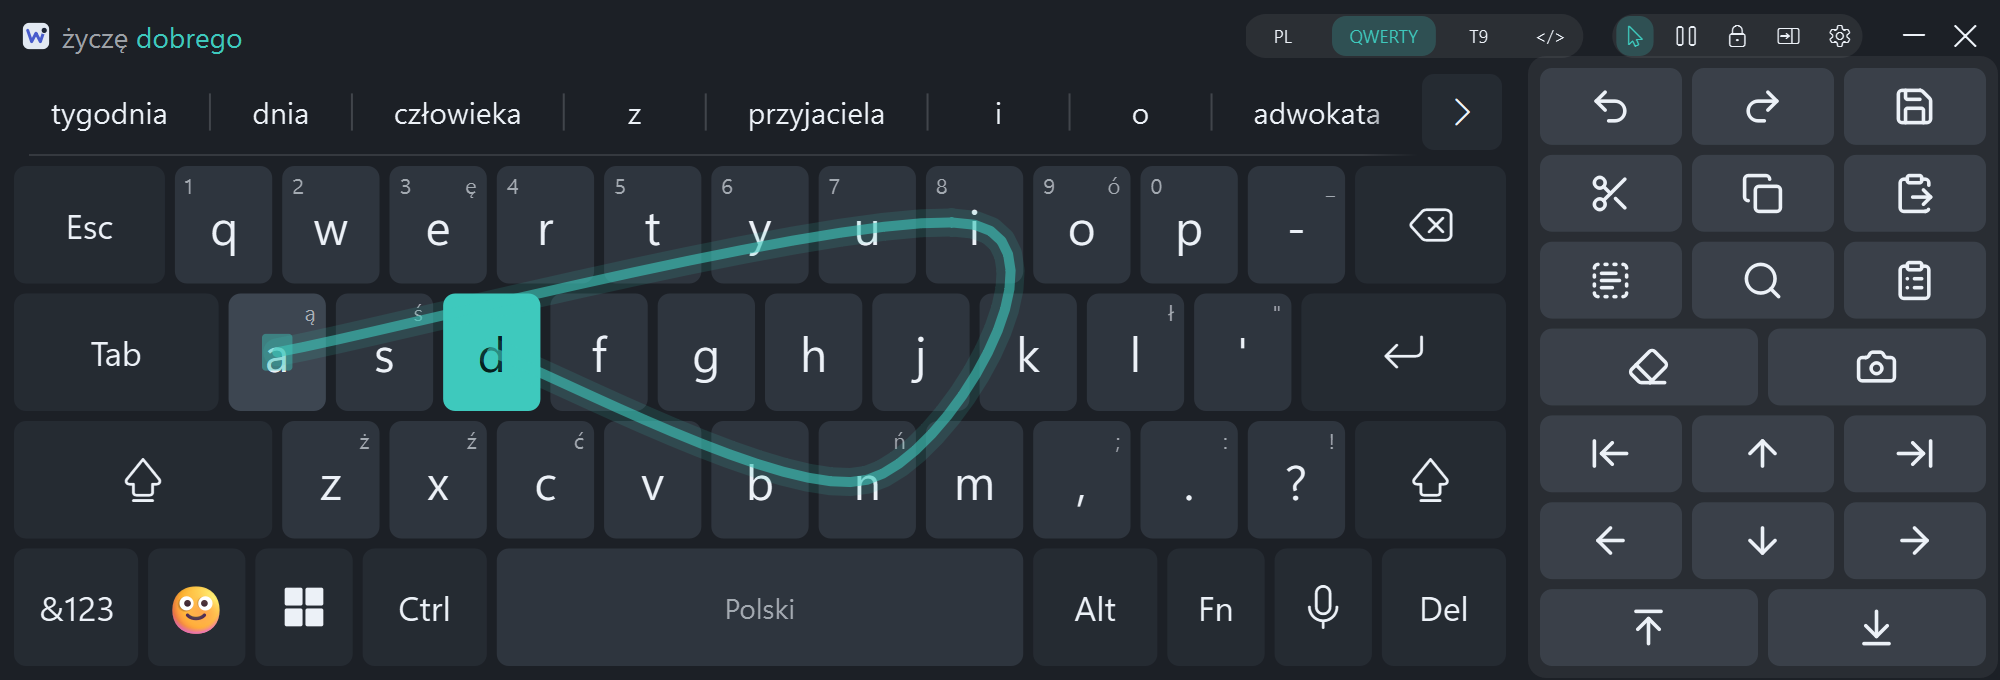 życzę dobrego
PL QWERTY T9 </>
tygodnia dnia człowieka z przyjaciela i o adwokata
Esc 1 q 2 w 3 ę e 4 r 5 t 6 y 7 u 8 i 9 ó o 0 p _ -
Tab ą a ś s d f g h j k ł l " '
ż z ź x ć c v b ń n m ; , : . ! ?
&123 Ctrl Polski Alt Fn Del